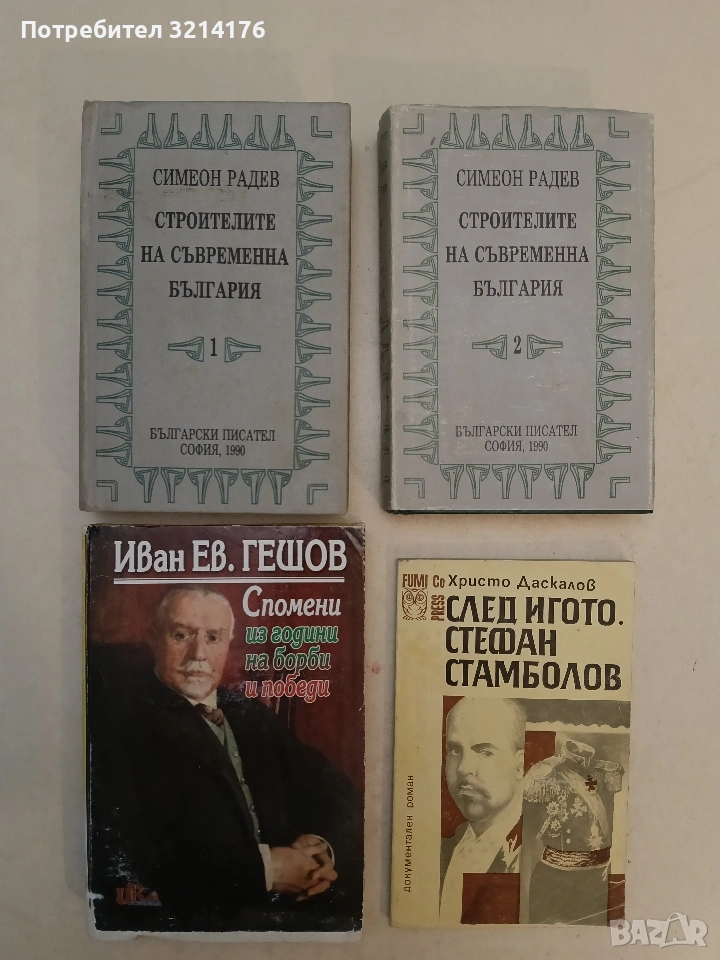 Потребител 3214176
СИМЕОН РАДЕВ
СТРОИТЕЛИТЕ
НА СЪВРЕМЕННА
БЪЛГАРИЯ
1
БЪЛГАРСКИ ПИСАТЕЛ
СОФИЯ, 1990
СИМЕОН РАДЕВ
СТРОИТЕЛИТЕ
НА СЪВРЕМЕННА
БЪЛГАРИЯ
2
БЪЛГАРСКИ ПИСАТЕЛ
СОФИЯ, 1990
ИВан ЕВ. ГЕШОВ
Спомени
из години
на борби
и победи
FUMI Co
PRESS
Христо Даскалов
СЛЕД ИГОТО.
СТЕФАН
СТАМБОЛОВ
документален роман
BAZAR